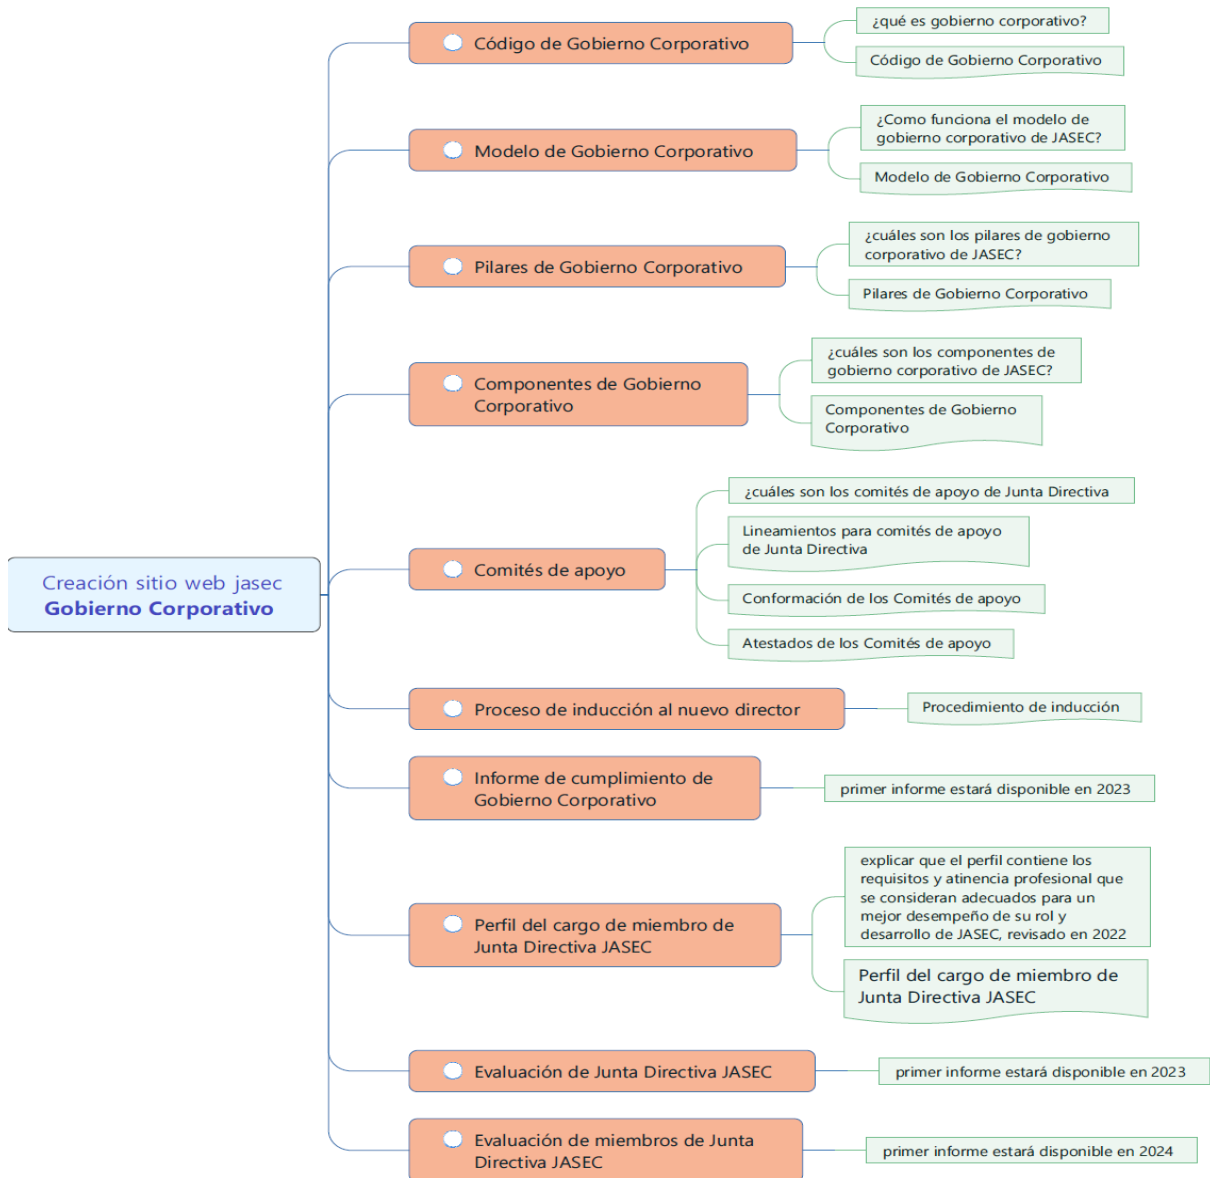 Creación sitio web jasec
Gobierno Corporativo
Código de Gobierno Corporativo
¿qué es gobierno corporativo?
Código de Gobierno Corporativo
Modelo de Gobierno Corporativo
¿Como funciona el modelo de
gobierno corporativo de JASEC?
Modelo de Gobierno Corporativo
Pilares de Gobierno Corporativo
¿cuáles son los pilares de gobierno
corporativo de JASEC?
Pilares de Gobierno Corporativo
Componentes de Gobierno
Corporativo
¿cuáles son los componentes de
gobierno corporativo de JASEC?
Componentes de Gobierno
Corporativo
Comités de apoyo
¿cuáles son los comités de apoyo de Junta Directiva
Lineamientos para comités de apoyo
de Junta Directiva
Conformación de los Comités de apoyo
Atestados de los Comités de apoyo
Proceso de inducción al nuevo director
Procedimiento de inducción
Informe de cumplimiento de
Gobierno Corporativo
primer informe estará disponible en 2023
Perfil del cargo de miembro de
Junta Directiva JASEC
explicar que el perfil contiene los
requisitos y atinencia profesional que
se consideran adecuados para un
mejor desempeño de su rol y
desarrollo de JASEC, revisado en 2022
Perfil del cargo de miembro de
Junta Directiva JASEC
Evaluación de Junta Directiva JASEC
primer informe estará disponible en 2023
Evaluación de miembros de Junta
Directiva JASEC
primer informe estará disponible en 2024